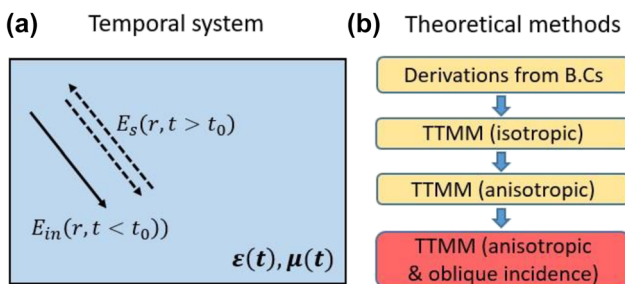 (a) Temporal system
E_s(r, t > t_0)
E_in(r, t < t_0))
ε(t), μ(t)
(b) Theoretical methods
Derivations from B.Cs
TTMM (isotropic)
TTMM (anisotropic)
TTMM (anisotropic
& oblique incidence)